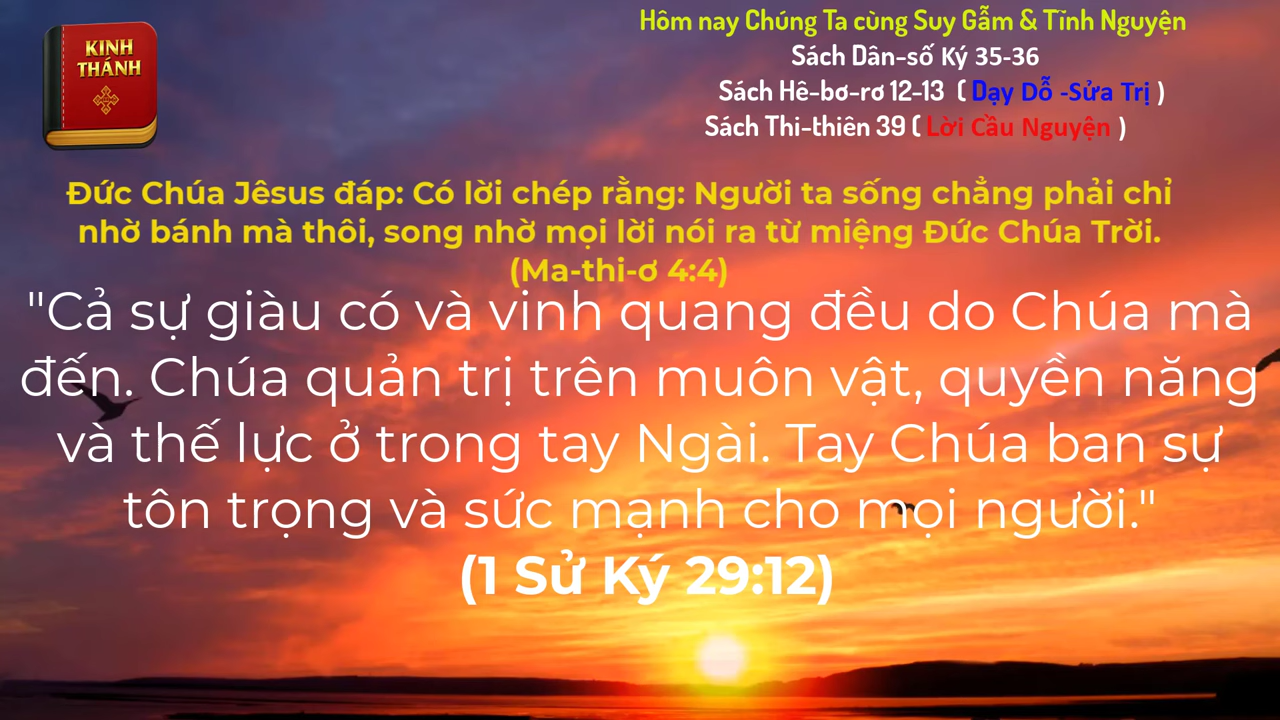 KINH
THÁNH
Hôm nay Chúng Ta cùng Suy Gẫm & Tĩnh Nguyện
Sách Dân-số Ký 35-36
Sách Hê-bơ-rơ 12-13 ( Dạy Dỗ -Sửa Trị )
Sách Thi-thiên 39 ( Lời Cầu Nguyện )
Đức Chúa Jêsus đáp: Có lời chép rằng: Người ta sống chẳng phải chỉ
nhờ bánh mà thôi, song nhờ mọi lời nói ra từ miệng Đức Chúa Trời.
(Ma-thi-ơ 4:4)
"Cả sự giàu có và vinh quang đều do Chúa mà
đến. Chúa quản trị trên muôn vật, quyền năng
và thế lực ở trong tay Ngài. Tay Chúa ban sự
tôn trọng và sức mạnh cho mọi người."
(1 Sử Ký 29:12)